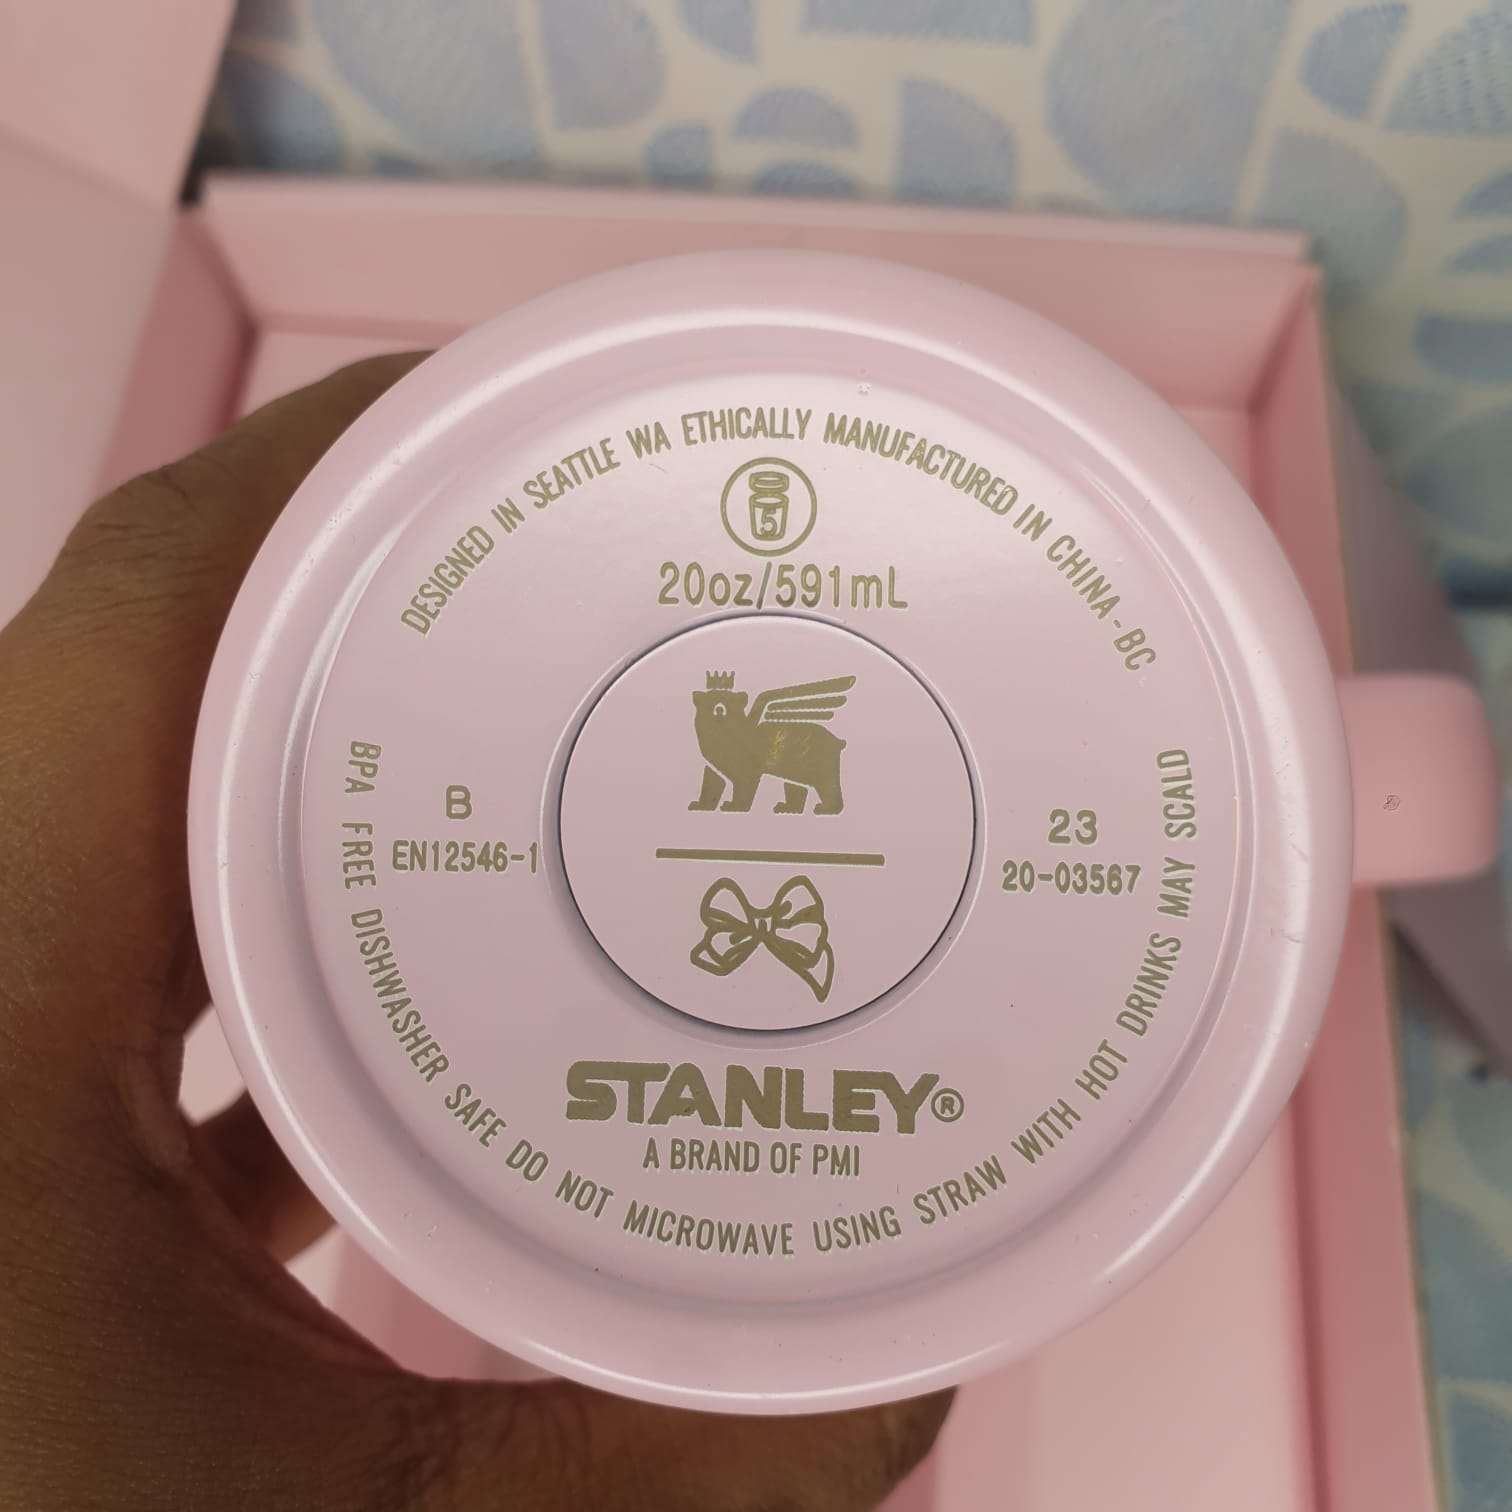 DESIGNED IN SEATTLE WA ETHICALLY MANUFACTURED IN CHINA - BC
5
20oz/591mL
B
EN12546-1
23
20-03567
STANLEY®
A BRAND OF PMI
BPA FREE DISHWASHER SAFE DO NOT MICROWAVE USING STRAW WITH HOT DRINKS MAY SCALD